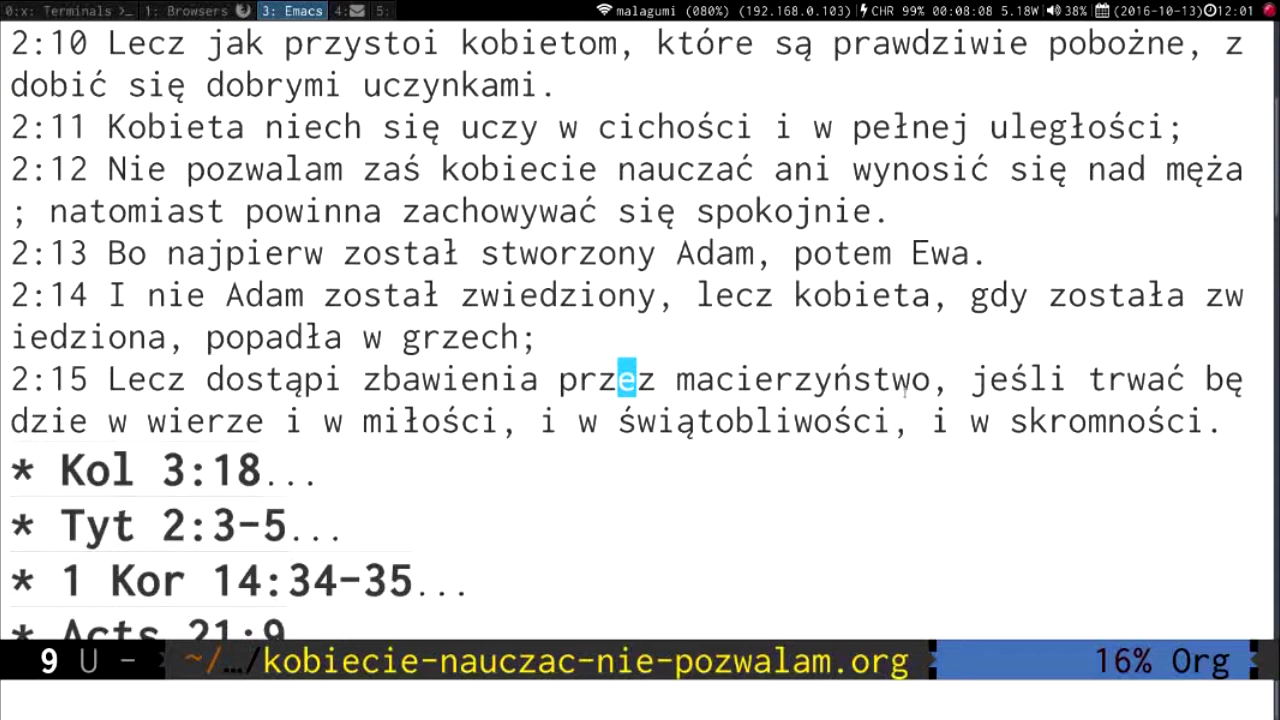 0:x: Terminals >_ 1: Browsers 3: Emacs 4: 5: malagumi (080%) (192.168.0.103) CHR 99% 00:08:08 5.18W 38% (2016-10-13) 12:01
2:10 Lecz jak przystoi kobietom, które są prawdziwie pobożne, z
dobić się dobrymi uczynkami.
2:11 Kobieta niech się uczy w cichości i w pełnej uległości;
2:12 Nie pozwalam zaś kobiecie nauczać ani wynosić się nad męża
; natomiast powinna zachowywać się spokojnie.
2:13 Bo najpierw został stworzony Adam, potem Ewa.
2:14 I nie Adam został zwiedziony, lecz kobieta, gdy została zw
iedziona, popadła w grzech;
2:15 Lecz dostąpi zbawienia przez macierzyństwo, jeśli trwać bę
dzie w wierze i w miłości, i w świątobliwości, i w skromności.
* Kol 3:18...
* Tyt 2:3-5...
* 1 Kor 14:34-35...
* Acts 21:9
9 U - ~/…/kobiecie-nauczac-nie-pozwalam.org 16% Org